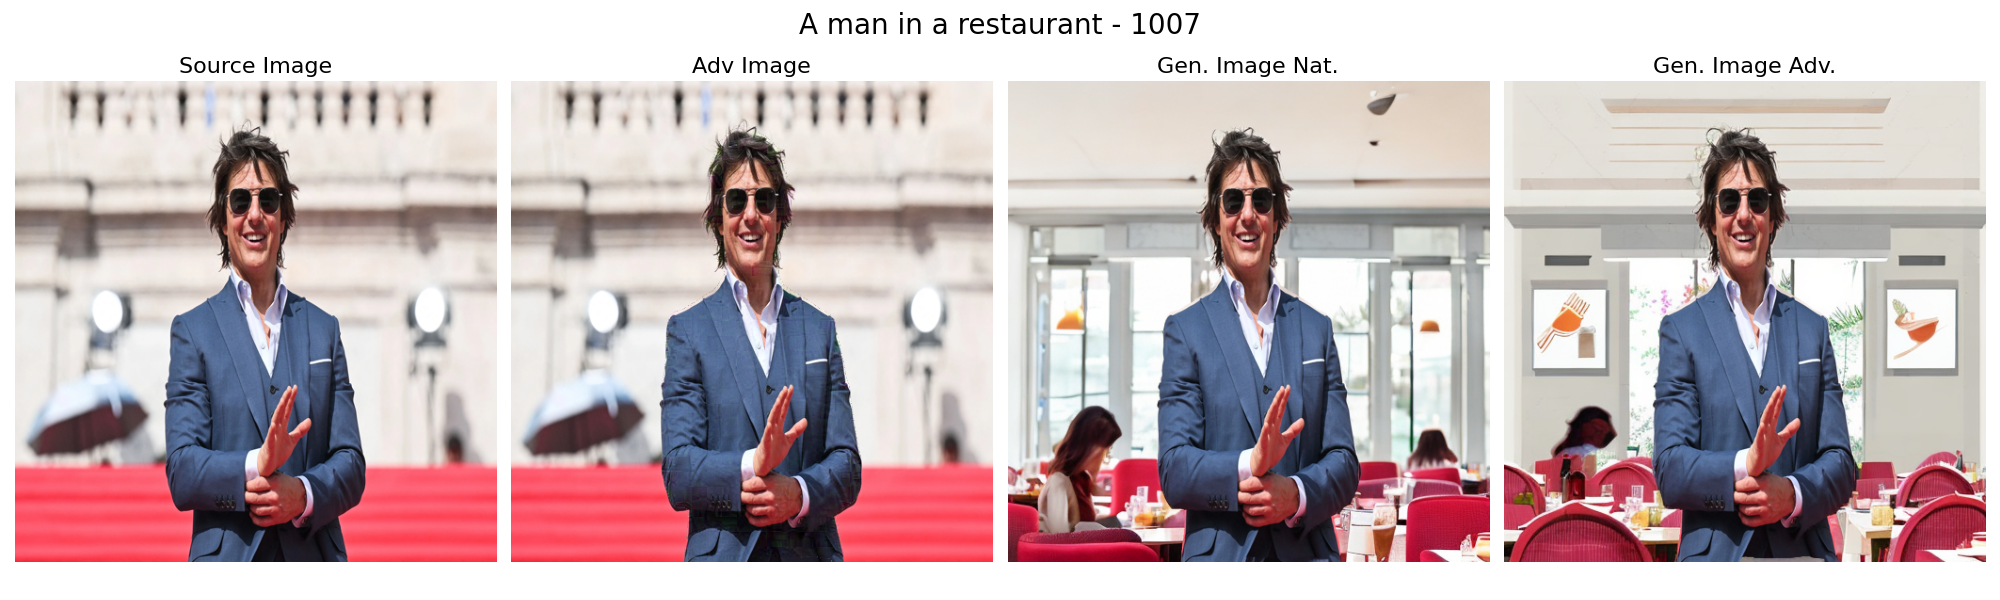 A man in a restaurant - 1007
Source Image
Adv Image
Gen. Image Nat.
Gen. Image Adv.